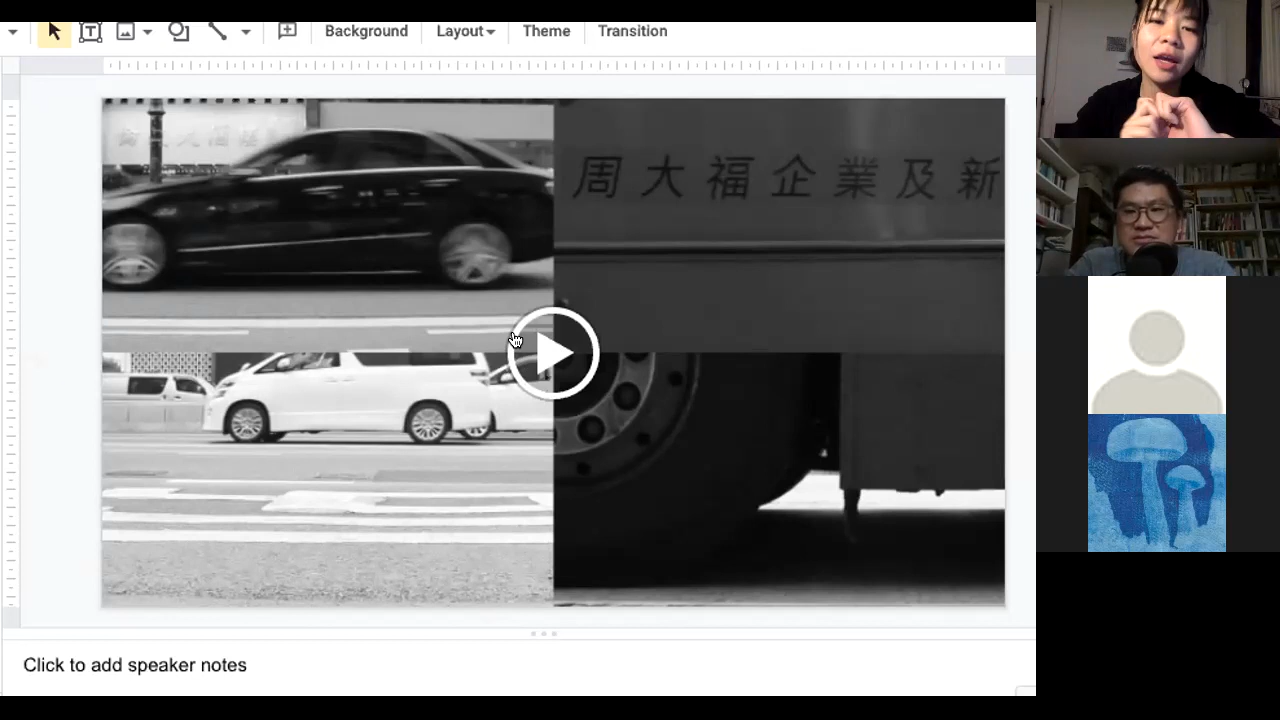 Background
Layout
Theme
Transition
周大福企業及新
Click to add speaker notes